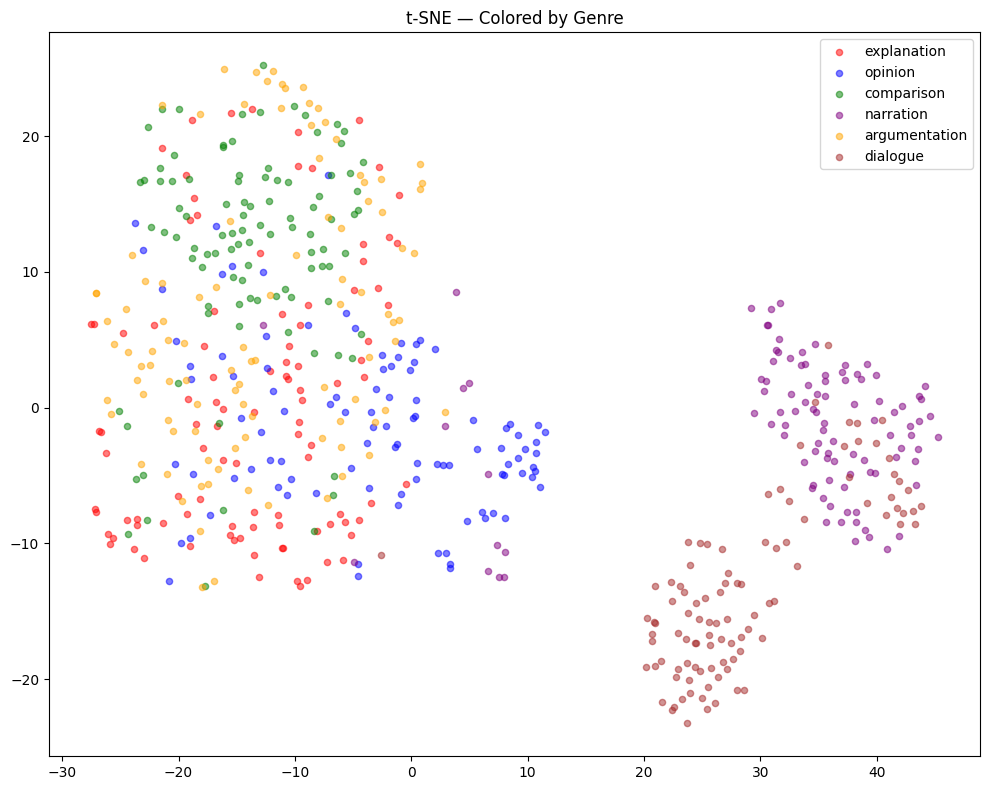 t-SNE — Colored by Genre
explanation
opinion
comparison
narration
argumentation
dialogue
20
10
0
−10
−20
−30 −20 −10 0 10 20 30 40